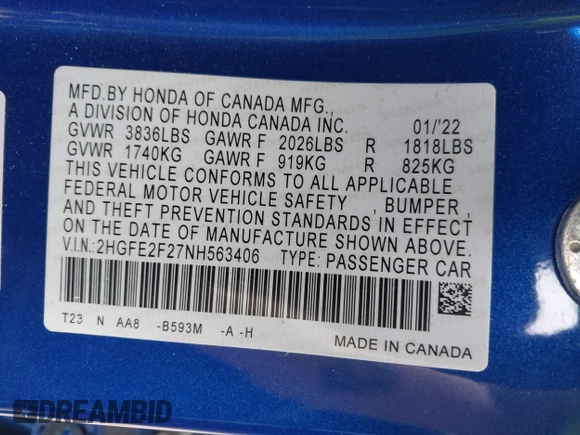 MFD.BY HONDA OF CANADA MFG.,
A DIVISION OF HONDA CANADA INC. 01/'22
GVWR 3836LBS GAWR F 2026LBS R 1818LBS
GVWR 1740KG GAWR F 919KG R 825KG
THIS VEHICLE CONFORMS TO ALL APPLICABLE
FEDERAL MOTOR VEHICLE SAFETY , BUMPER,
AND THEFT PREVENTION STANDARDS IN EFFECT
ON THE DATE OF MANUFACTURE SHOWN ABOVE.
V.I.N.:2HGFE2F27NH563406 TYPE: PASSENGER CAR
T23 N AA8 -B593M -A -H
MADE IN CANADA
DREAMBID